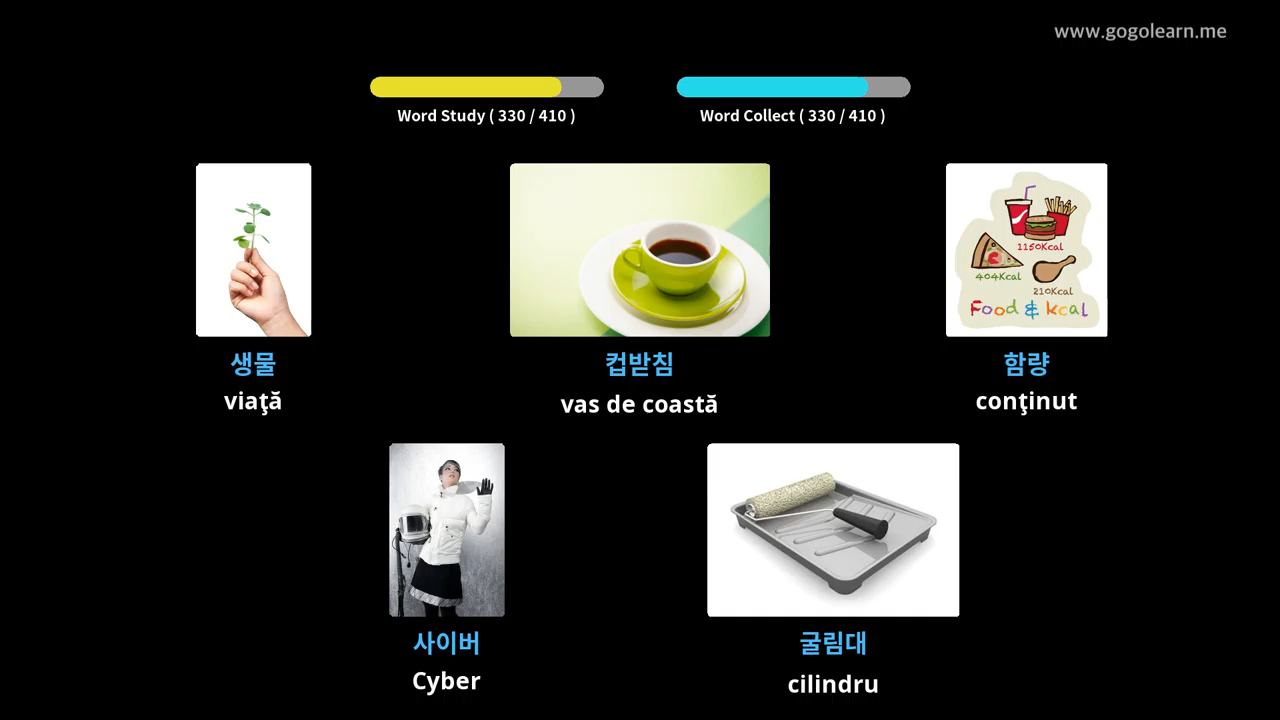 www.gogolearn.me
Word Study ( 330 / 410 )
Word Collect ( 330 / 410 )
1150Kcal
404Kcal
210Kcal
Food & kcal
생물
컵받침
함량
viaţă
vas de coastă
conţinut
사이버
굴림대
Cyber
cilindru